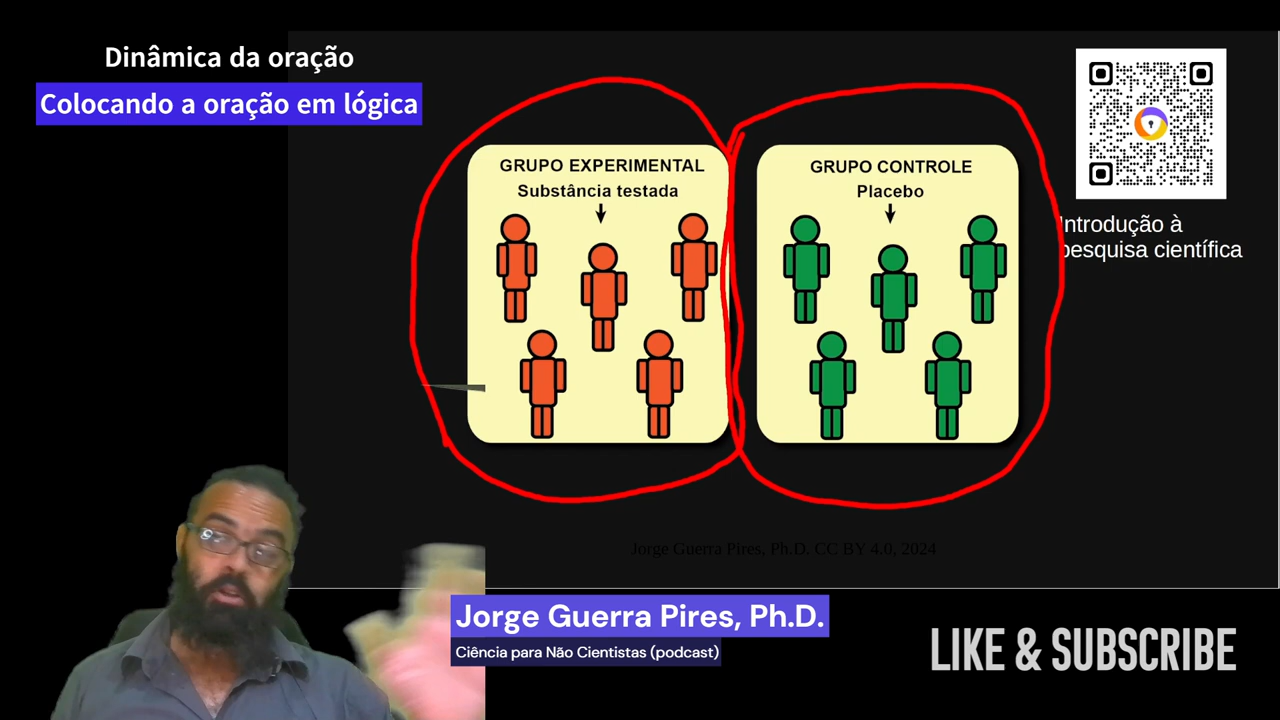 Dinâmica da oração
Colocando a oração em lógica
GRUPO EXPERIMENTAL
Substância testada
GRUPO CONTROLE
Placebo
Introdução à
pesquisa científica
Jorge Guerra Pires, Ph.D. CC BY 4.0, 2024
Jorge Guerra Pires, Ph.D.
Ciência para Não Cientistas (podcast)
LIKE & SUBSCRIBE